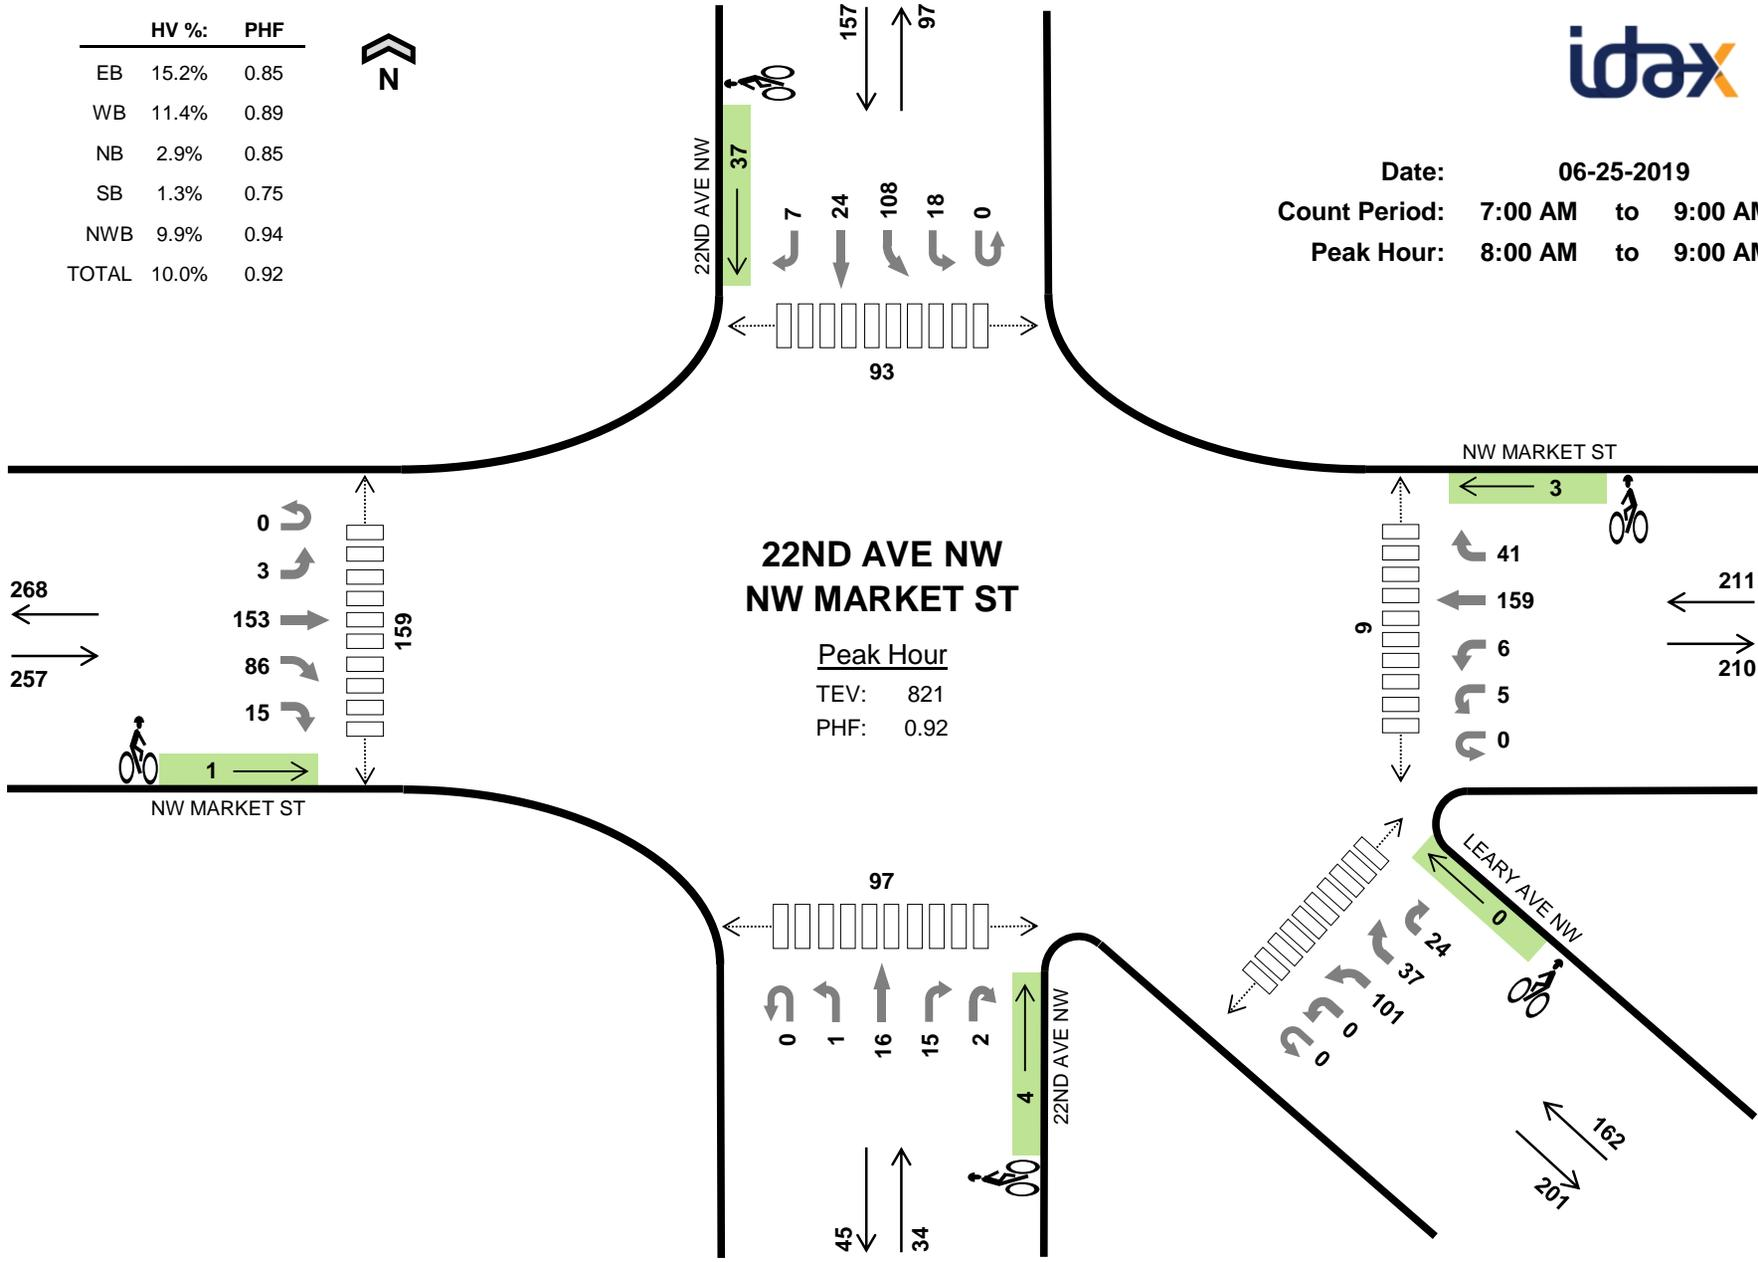 HV %: PHF
EB 15.2% 0.85
WB 11.4% 0.89
NB 2.9% 0.85
SB 1.3% 0.75
NWB 9.9% 0.94
TOTAL 10.0% 0.92
N
157
97
idax
Date: 06-25-2019
Count Period: 7:00 AM to 9:00 AM
Peak Hour: 8:00 AM to 9:00 AM
22ND AVE NW
37
7
24
108
18
0
93
NW MARKET ST
3
0
3
153
86
15
159
268
257
1
NW MARKET ST
22ND AVE NW
NW MARKET ST
Peak Hour
TEV: 821
PHF: 0.92
9
41
159
6
5
0
211
210
LEARY AVE NW
0
24
37
101
0
0
162
201
97
0
1
16
15
2
4
22ND AVE NW
45
34